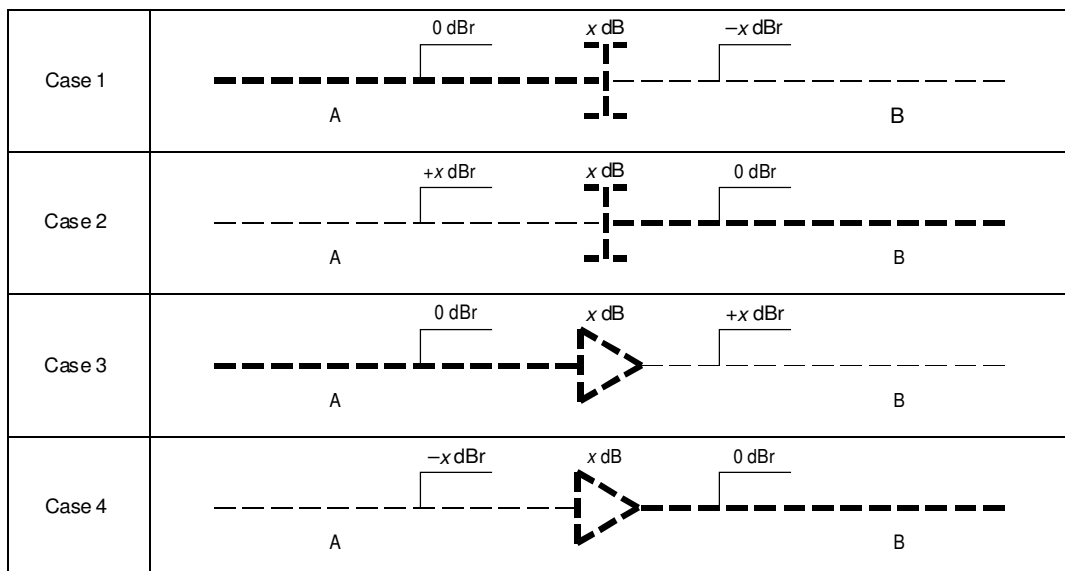 0 dBr x dB –x dBr
Case 1
A B
+x dBr x dB 0 dBr
Case 2
A B
0 dBr x dB +x dBr
Case 3
A B
–x dBr x dB 0 dBr
Case 4
A B